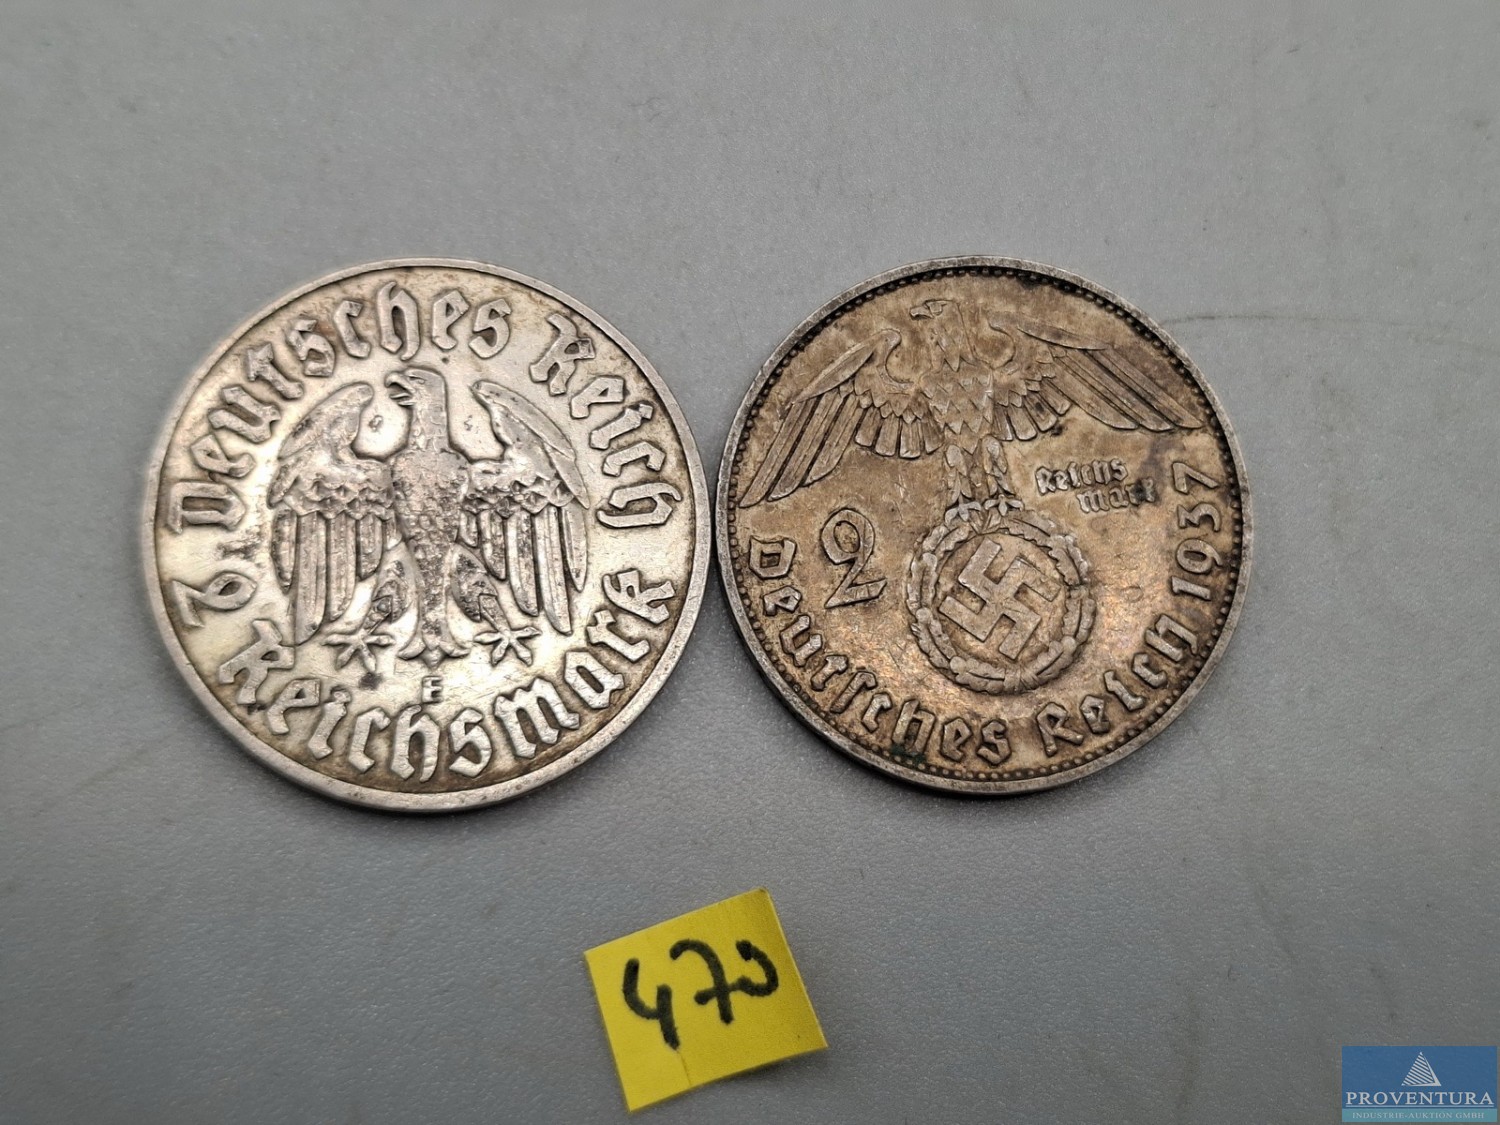 Deutsches Reich
2 Reichsmark
E
2
Reichs
mark
Deutsches Reich 1937
470
PROVENTURA
INDUSTRIE-AUKTION GMBH